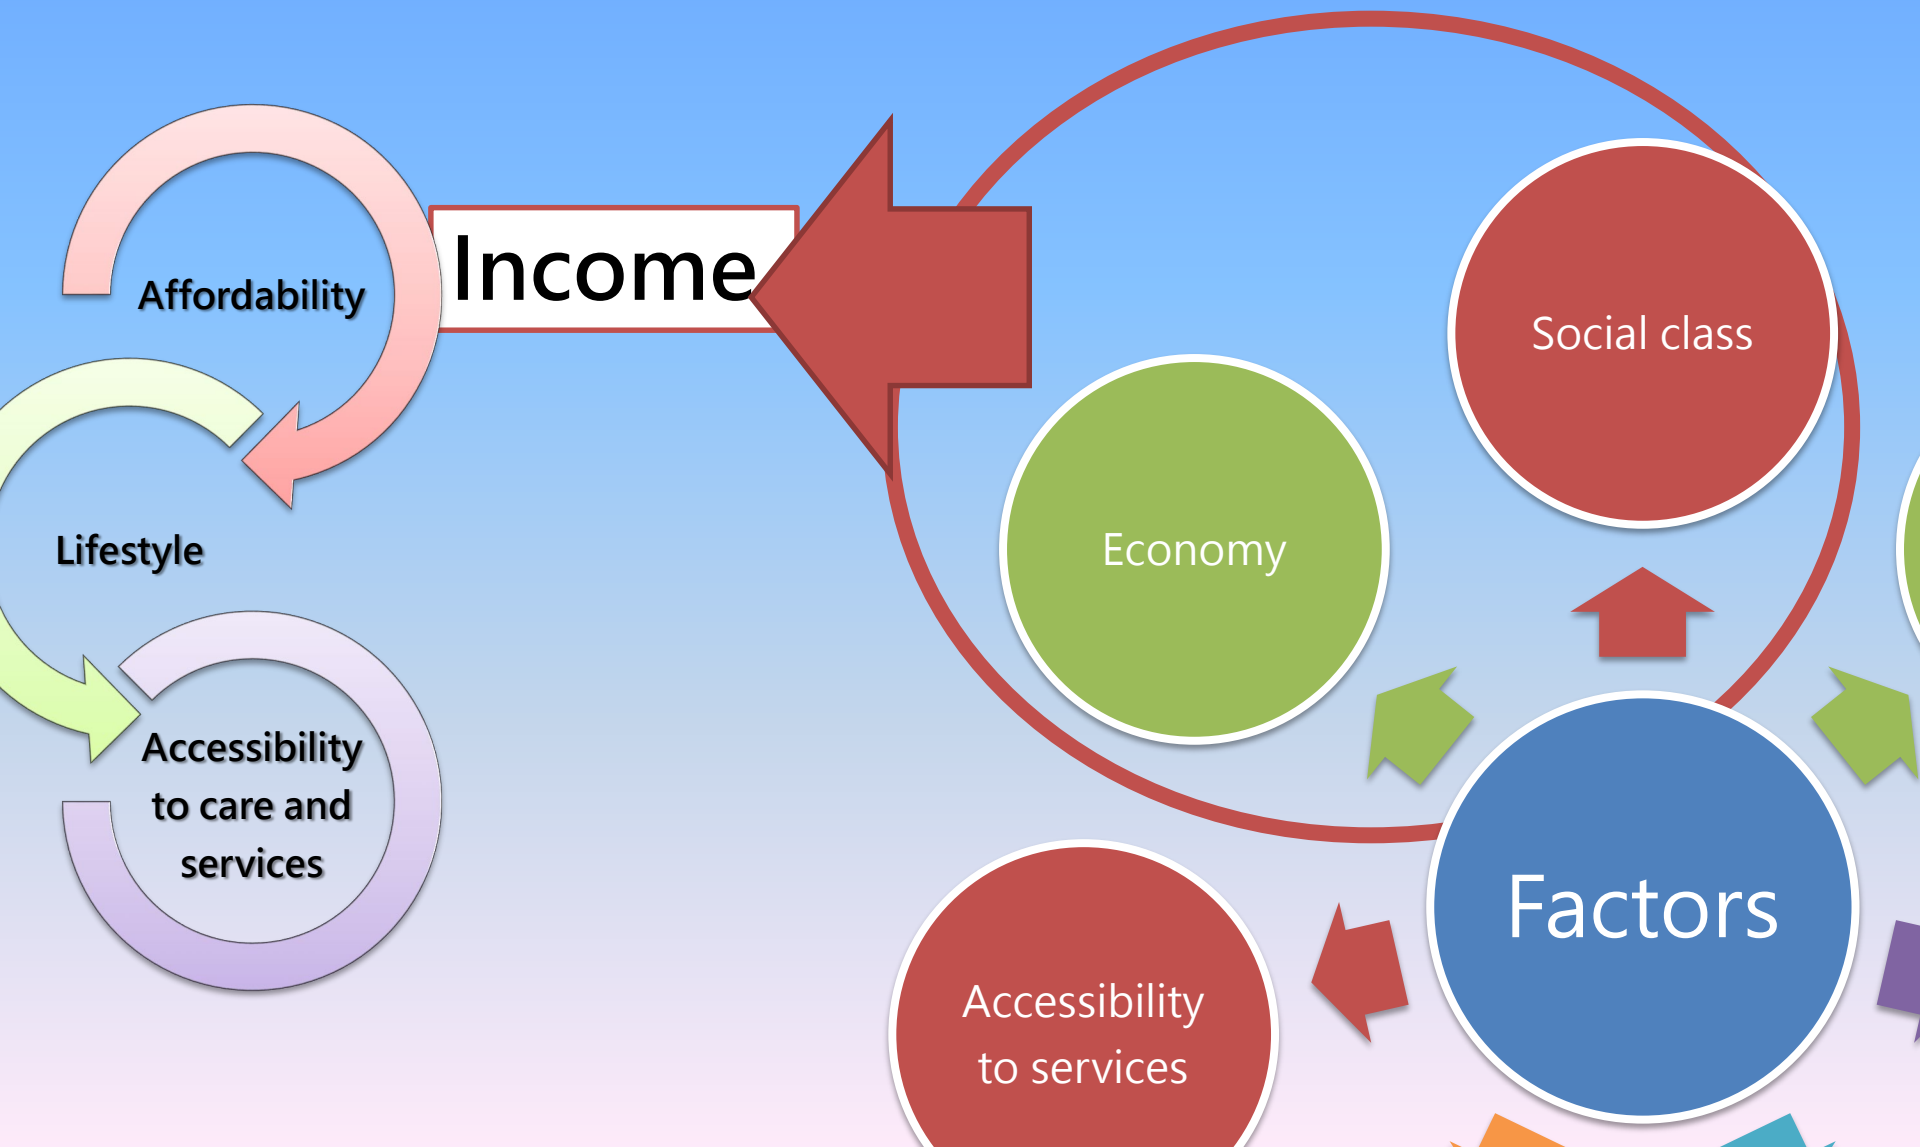 Income
Affordability
Lifestyle
Accessibility
to care and
services
Social class
Economy
Factors
Accessibility
to services